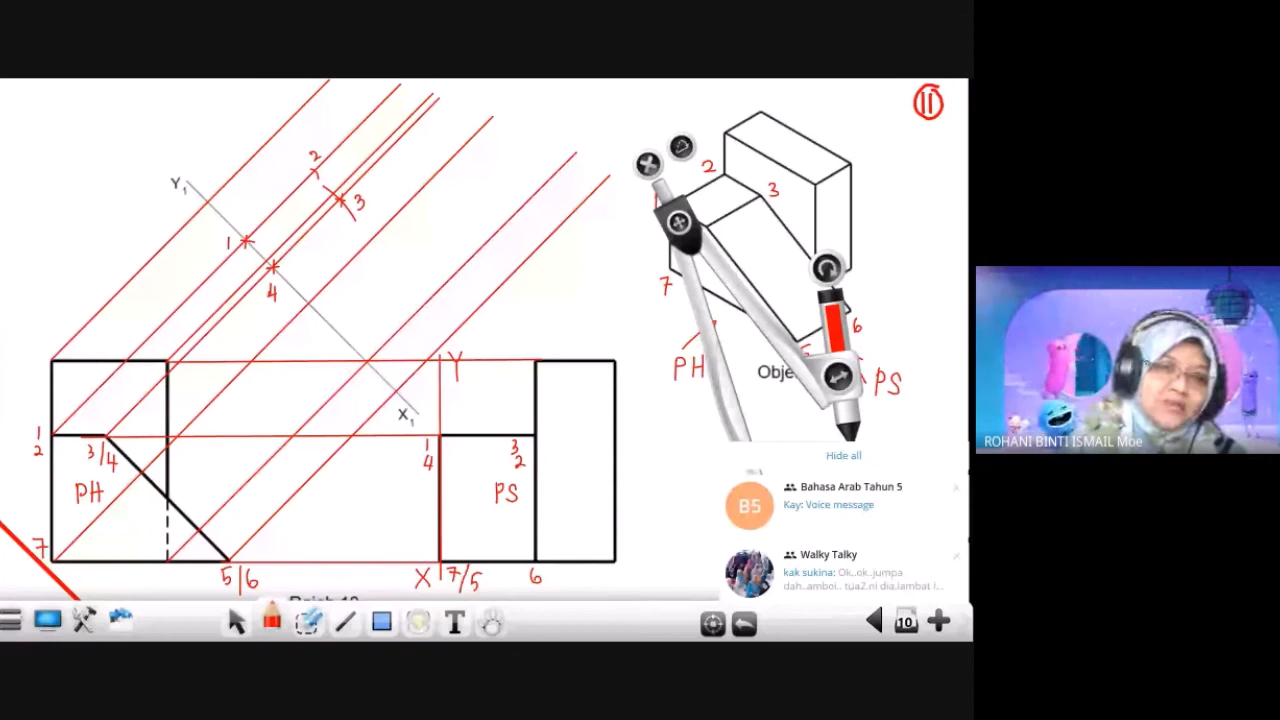 11
Y₁
2
3
1
4
X₁
Y
1
2
3/4
PH
7
5/6
1
4
3
2
PS
X
7/5
6
2
3
7
6
PH
Obje
PS
Hide all
Bahasa Arab Tahun 5
B5
Kay: Voice message
Walky Talky
kak sukina: Ok..ok..jumpa
dah..amboi.. tua2.ni dia,lambat l...
ROHANI BINTI ISMAIL Moe
T
10